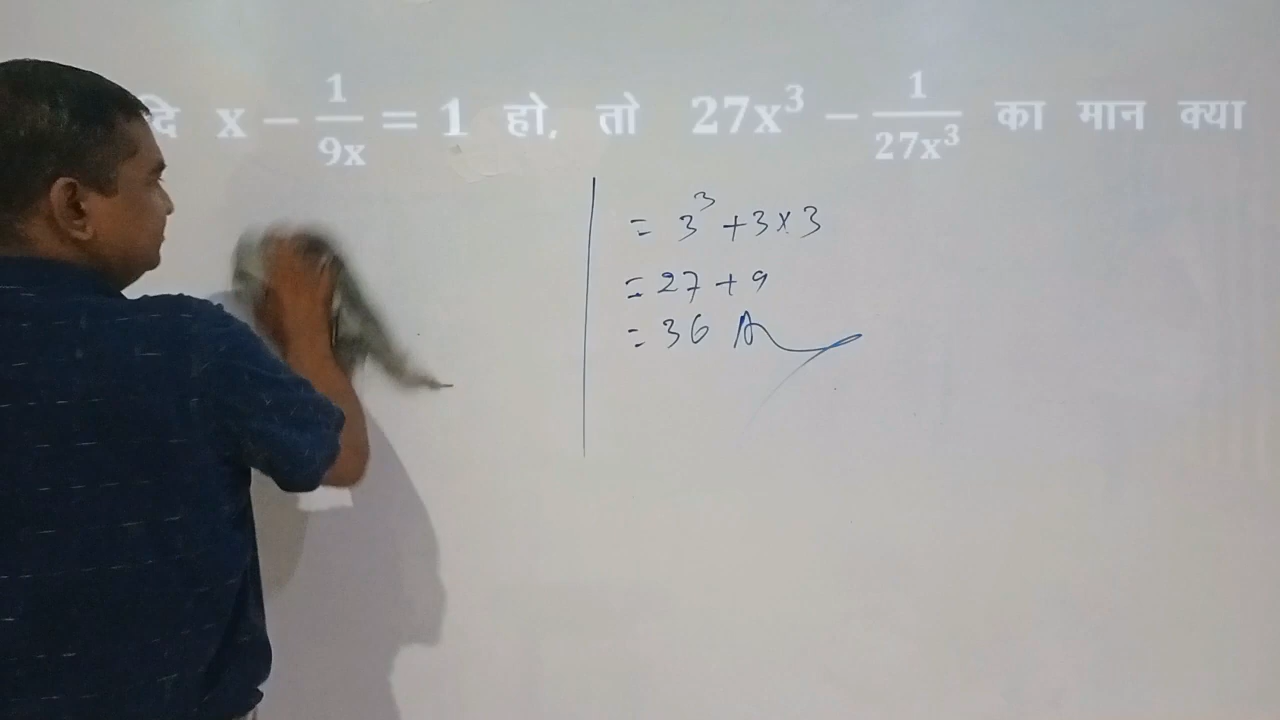 x − 1/9x = 1 हो, तो 27x³ − 1/27x³ का मान क्या
= 3³ + 3 x 3
= 27 + 9
= 36 A